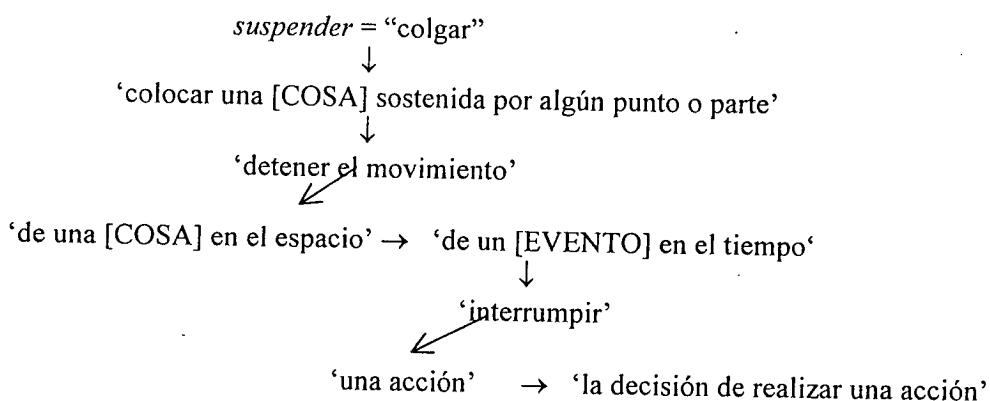 suspender = “colgar”
↓
‘colocar una [COSA] sostenida por algún punto o parte’
↓
‘detener el movimiento’
‘de una [COSA] en el espacio’ → ‘de un [EVENTO] en el tiempo‘
↓
‘interrumpir’
‘una acción’ → ‘la decisión de realizar una acción’